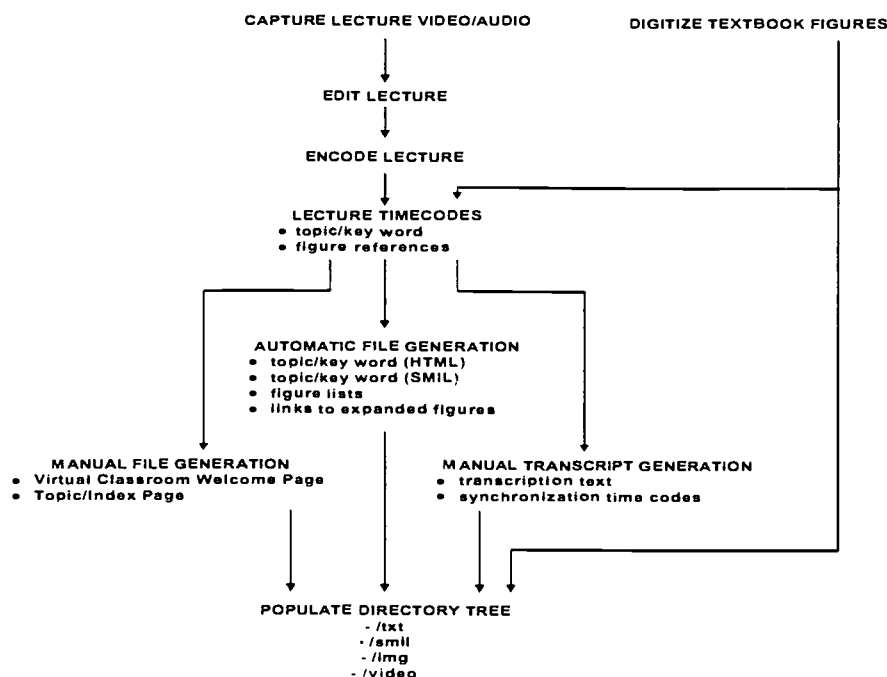 CAPTURE LECTURE VIDEO/AUDIO
DIGITIZE TEXTBOOK FIGURES
EDIT LECTURE
ENCODE LECTURE
LECTURE TIMECODES
• topic/key word
• figure references
AUTOMATIC FILE GENERATION
• topic/key word (HTML)
• topic/key word (SMIL)
• figure lists
• links to expanded figures
MANUAL FILE GENERATION
• Virtual Classroom Welcome Page
• Topic/Index Page
MANUAL TRANSCRIPT GENERATION
• transcription text
• synchronization time codes
POPULATE DIRECTORY TREE
- /txt
- /smil
- /img
- /video